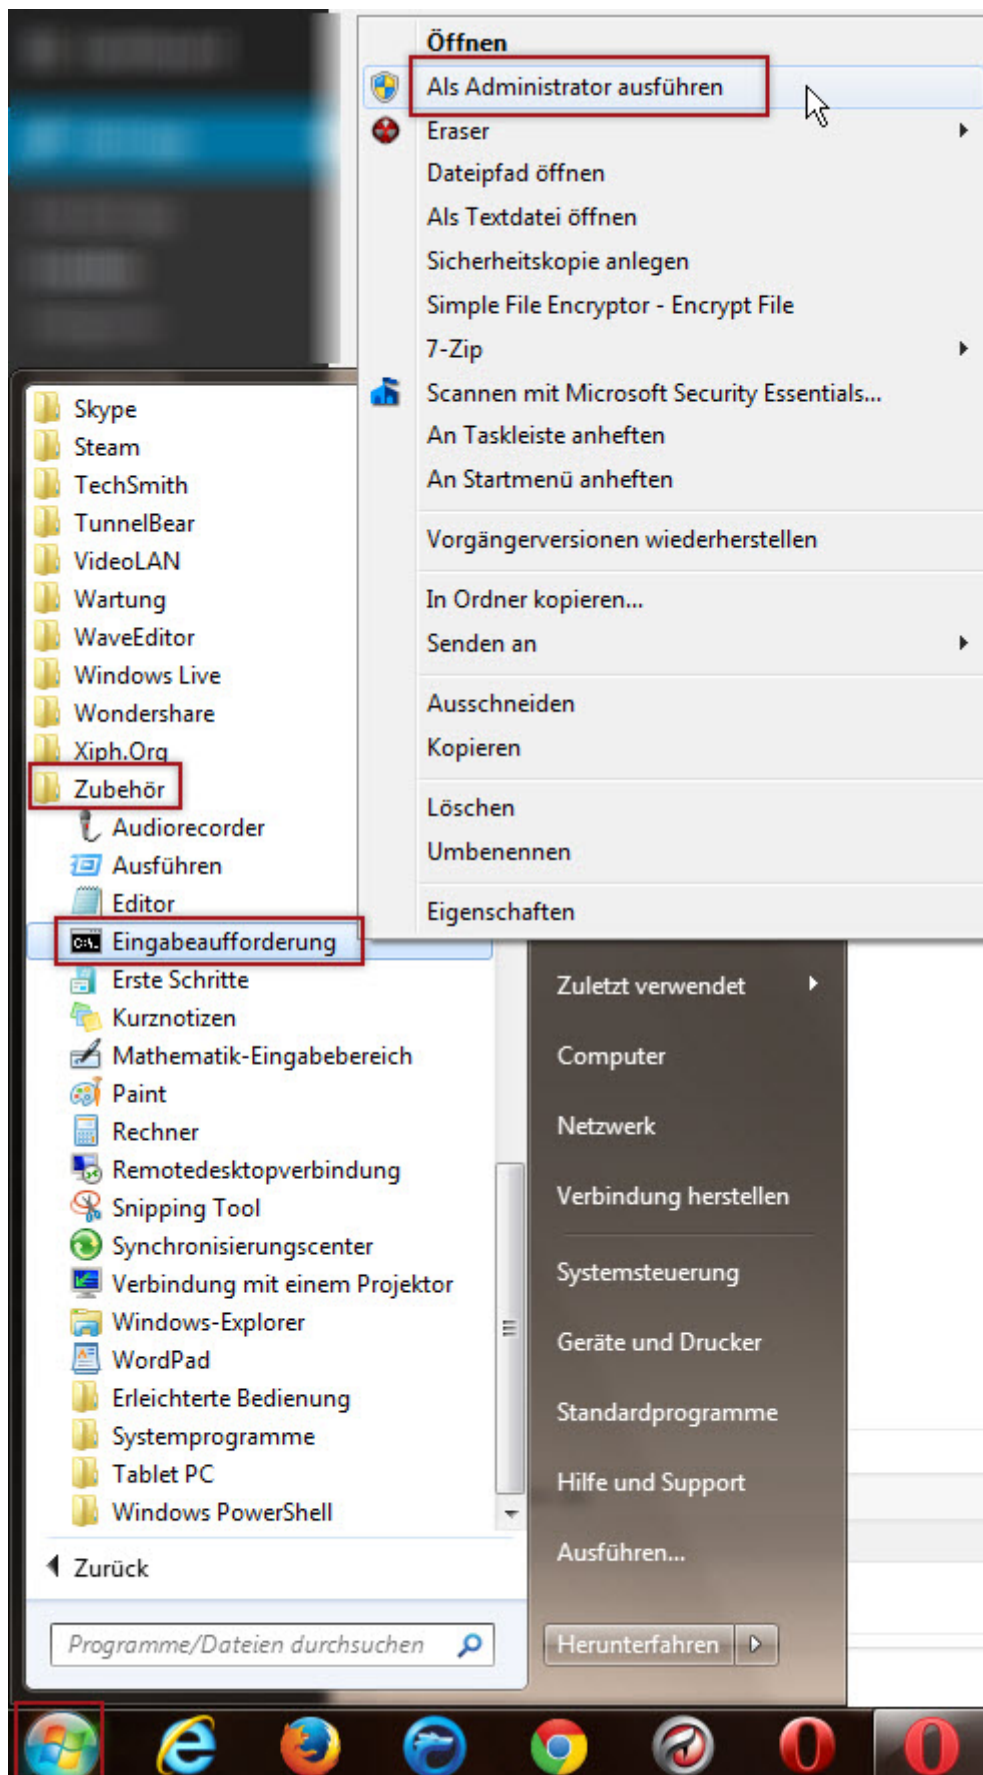 Öffnen
Als Administrator ausführen
Eraser
Dateipfad öffnen
Als Textdatei öffnen
Sicherheitskopie anlegen
Simple File Encryptor - Encrypt File
7-Zip
Scannen mit Microsoft Security Essentials...
An Taskleiste anheften
An Startmenü anheften
Vorgängerversionen wiederherstellen
In Ordner kopieren...
Senden an
Ausschneiden
Kopieren
Löschen
Umbenennen
Eigenschaften
Skype
Steam
TechSmith
TunnelBear
VideoLAN
Wartung
WaveEditor
Windows Live
Wondershare
Xiph.Org
Zubehör
Audiorecorder
Ausführen
Editor
C:\.
Eingabeaufforderung
Erste Schritte
Kurznotizen
Mathematik-Eingabebereich
Paint
Rechner
Remotedesktopverbindung
Snipping Tool
Synchronisierungscenter
Verbindung mit einem Projektor
Windows-Explorer
WordPad
Erleichterte Bedienung
Systemprogramme
Tablet PC
Windows PowerShell
Zurück
Programme/Dateien durchsuchen
Zuletzt verwendet
Computer
Netzwerk
Verbindung herstellen
Systemsteuerung
Geräte und Drucker
Standardprogramme
Hilfe und Support
Ausführen...
Herunterfahren